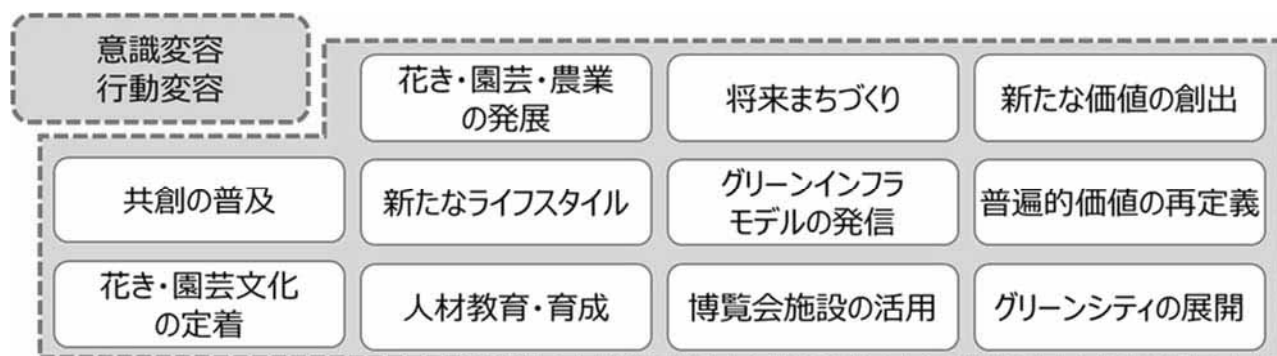 意識変容
行動変容
花き・園芸・農業
の発展
将来まちづくり
新たな価値の創出
共創の普及
新たなライフスタイル
グリーンインフラ
モデルの発信
普遍的価値の再定義
花き・園芸文化
の定着
人材教育・育成
博覧会施設の活用
グリーンシティの展開